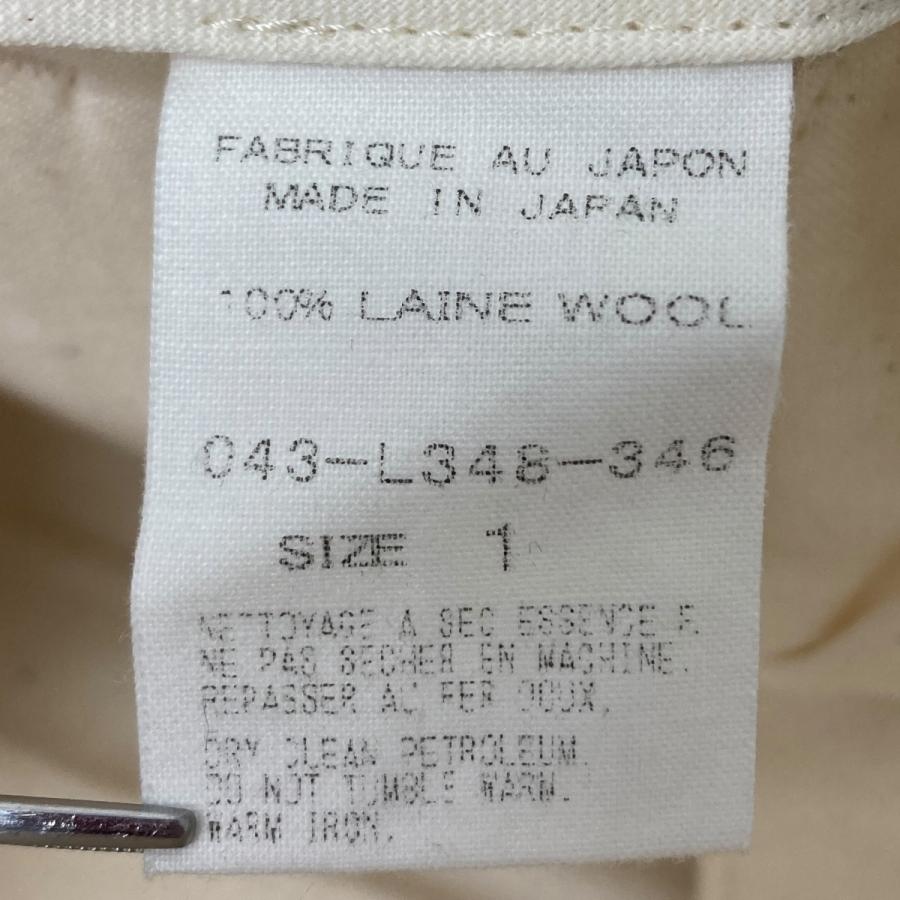 FABRIQUE AU JAPON
MADE IN JAPAN
100% LAINE WOOL
043-L348-346
SIZE 1
NETTOYAGE A SEC ESSENCE F.
NE PAS SECHER EN MACHINE.
REPASSER AU FER DOUX.
DRY CLEAN PETROLEUM.
DO NOT TUMBLE WARM.
WARM IRON.